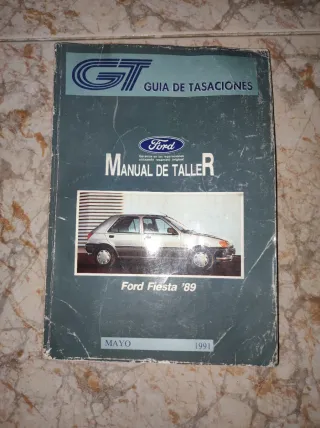 GT GUIA DE TASACIONES
Ford
MANUAL DE TALLER
Ford Fiesta '89
MAYO 1991